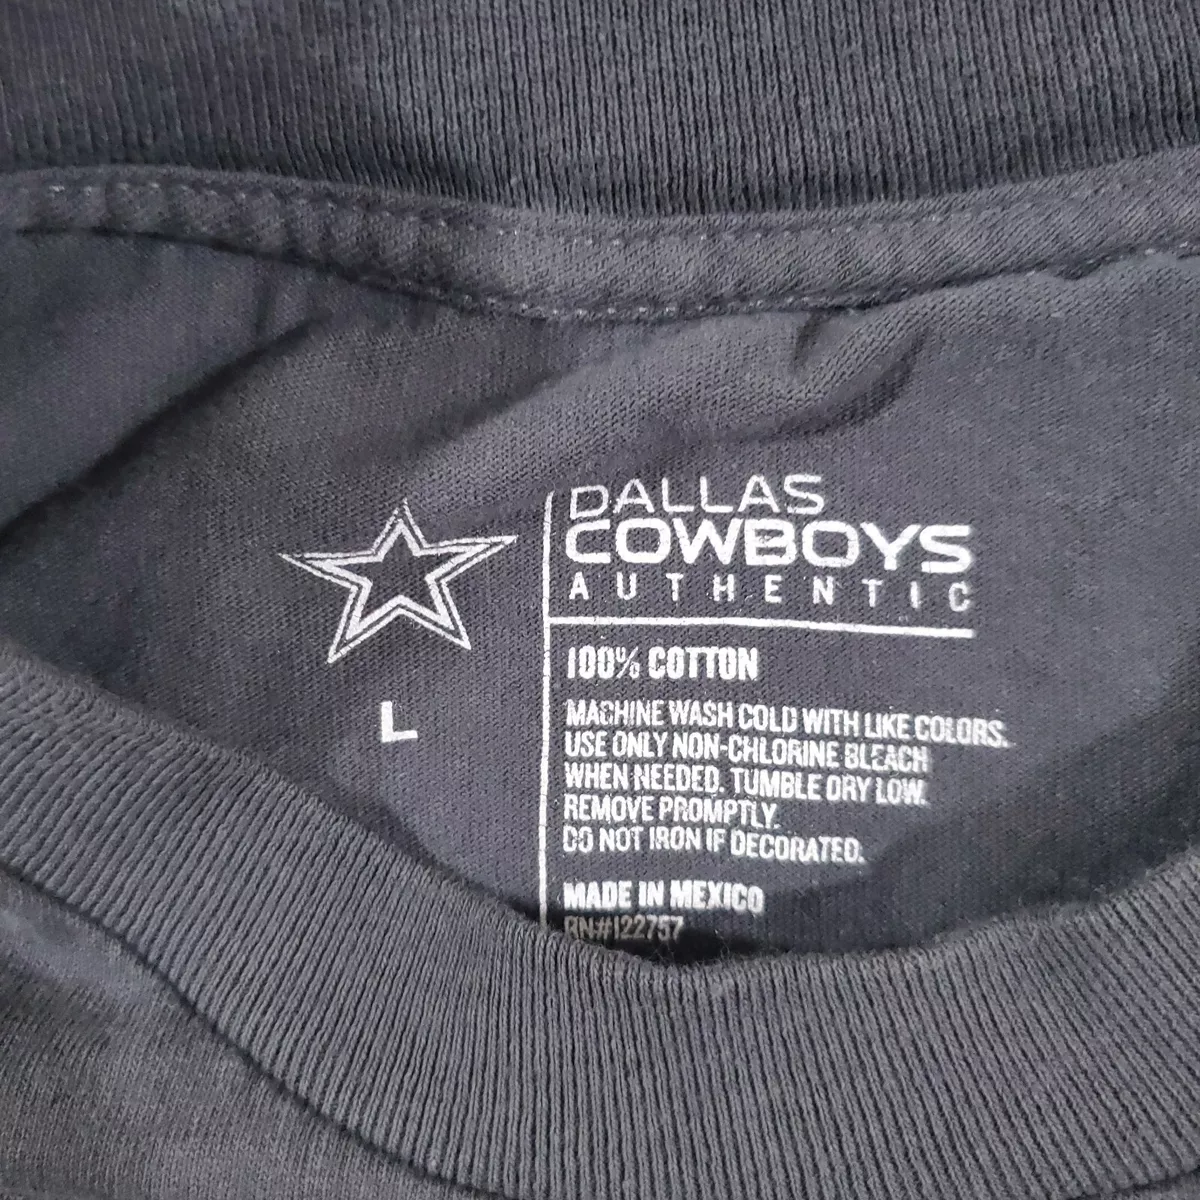 DALLAS
COWBOYS
AUTHENTIC
L
100% COTTON
MACHINE WASH COLD WITH LIKE COLORS.
USE ONLY NON-CHLORINE BLEACH
WHEN NEEDED. TUMBLE DRY LOW.
REMOVE PROMPTLY.
DO NOT IRON IF DECORATED.
MADE IN MEXICO
RN#122757